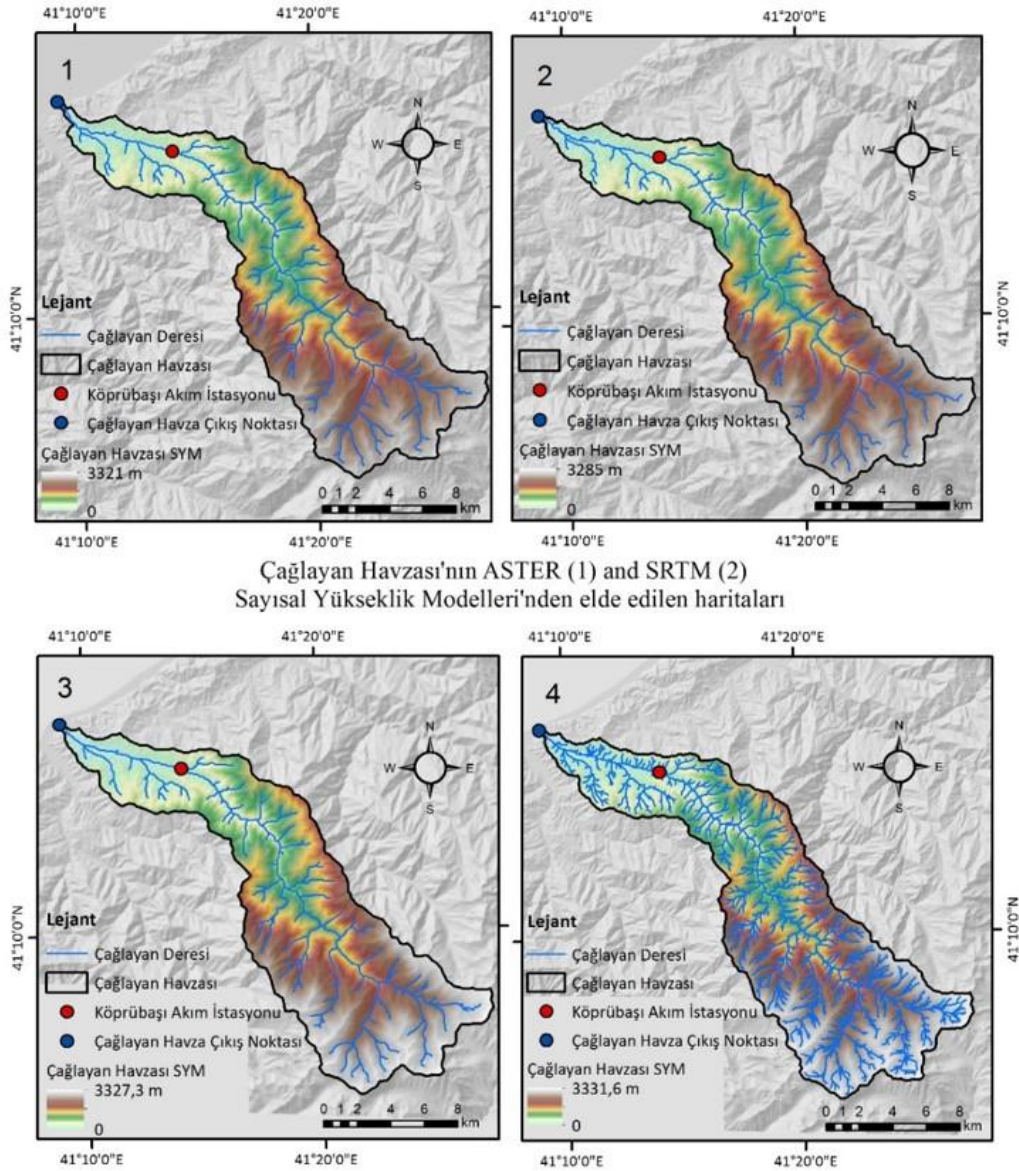 41°10'0"E
41°20'0"E
1
N
W
E
S
41°10'0"N
Lejant
Çağlayan Deresi
Çağlayan Havzası
Köprübaşı Akım İstasyonu
Çağlayan Havza Çıkış Noktası
Çağlayan Havzası SYM
3321 m
0
0 1 2 4 6 8
km
41°10'0"E
41°20'0"E
41°10'0"E
41°20'0"E
2
N
W
E
S
41°10'0"N
Lejant
Çağlayan Deresi
Çağlayan Havzası
Köprübaşı Akım İstasyonu
Çağlayan Havza Çıkış Noktası
Çağlayan Havzası SYM
3285 m
0
0 1 2 4 6 8
km
41°10'0"E
41°20'0"E
Çağlayan Havzası'nın ASTER (1) and SRTM (2)
Sayısal Yükseklik Modelleri'nden elde edilen haritaları
41°10'0"E
41°20'0"E
3
N
W
E
S
41°10'0"N
Lejant
Çağlayan Deresi
Çağlayan Havzası
Köprübaşı Akım İstasyonu
Çağlayan Havza Çıkış Noktası
Çağlayan Havzası SYM
3327,3 m
0
0 1 2 4 6 8
km
41°10'0"E
41°20'0"E
41°10'0"E
41°20'0"E
4
N
W
E
S
41°10'0"N
Lejant
Çağlayan Deresi
Çağlayan Havzası
Köprübaşı Akım İstasyonu
Çağlayan Havza Çıkış Noktası
Çağlayan Havzası SYM
3331,6 m
0
0 1 2 4 6 8
km
41°10'0"E
41°20'0"E